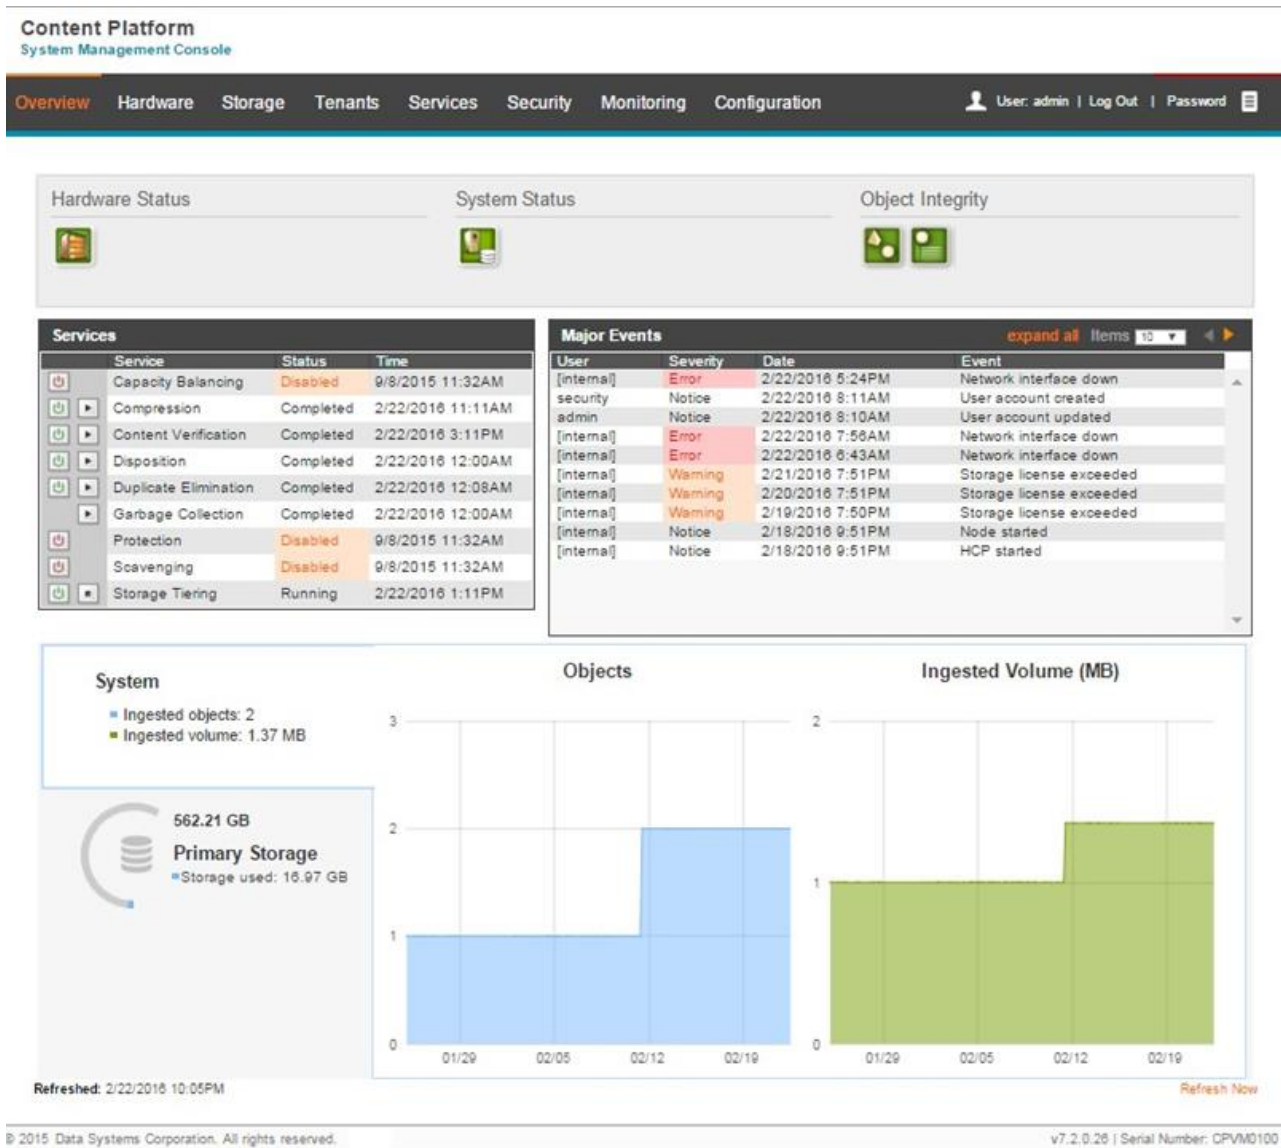 Content Platform
System Management Console
Overview Hardware Storage Tenants Services Security Monitoring Configuration User: admin | Log Out | Password
Hardware Status System Status Object Integrity
Services
Service Status Time
Capacity Balancing Disabled 9/8/2015 11:32AM
Compression Completed 2/22/2016 11:11AM
Content Verification Completed 2/22/2016 3:11PM
Disposition Completed 2/22/2016 12:00AM
Duplicate Elimination Completed 2/22/2016 12:08AM
Garbage Collection Completed 2/22/2016 12:00AM
Protection Disabled 9/8/2015 11:32AM
Scavenging Disabled 9/8/2015 11:32AM
Storage Tiering Running 2/22/2016 1:11PM
Major Events expand all Items 10
User Severity Date Event
[internal] Error 2/22/2016 5:24PM Network interface down
security Notice 2/22/2016 8:11AM User account created
admin Notice 2/22/2016 8:10AM User account updated
[internal] Error 2/22/2016 7:56AM Network interface down
[internal] Error 2/22/2016 6:43AM Network interface down
[internal] Warning 2/21/2016 7:51PM Storage license exceeded
[internal] Warning 2/20/2016 7:51PM Storage license exceeded
[internal] Warning 2/19/2016 7:50PM Storage license exceeded
[internal] Notice 2/18/2016 9:51PM Node started
[internal] Notice 2/18/2016 9:51PM HCP started
System
Ingested objects: 2
Ingested volume: 1.37 MB
562.21 GB
Primary Storage
Storage used: 16.97 GB
Objects
3
2
1
0
01/29 02/05 02/12 02/19
Ingested Volume (MB)
2
1
0
01/29 02/05 02/12 02/19
Refreshed: 2/22/2016 10:05PM Refresh Now
© 2015 Data Systems Corporation. All rights reserved. v7.2.0.26 | Serial Number: CPVM0100